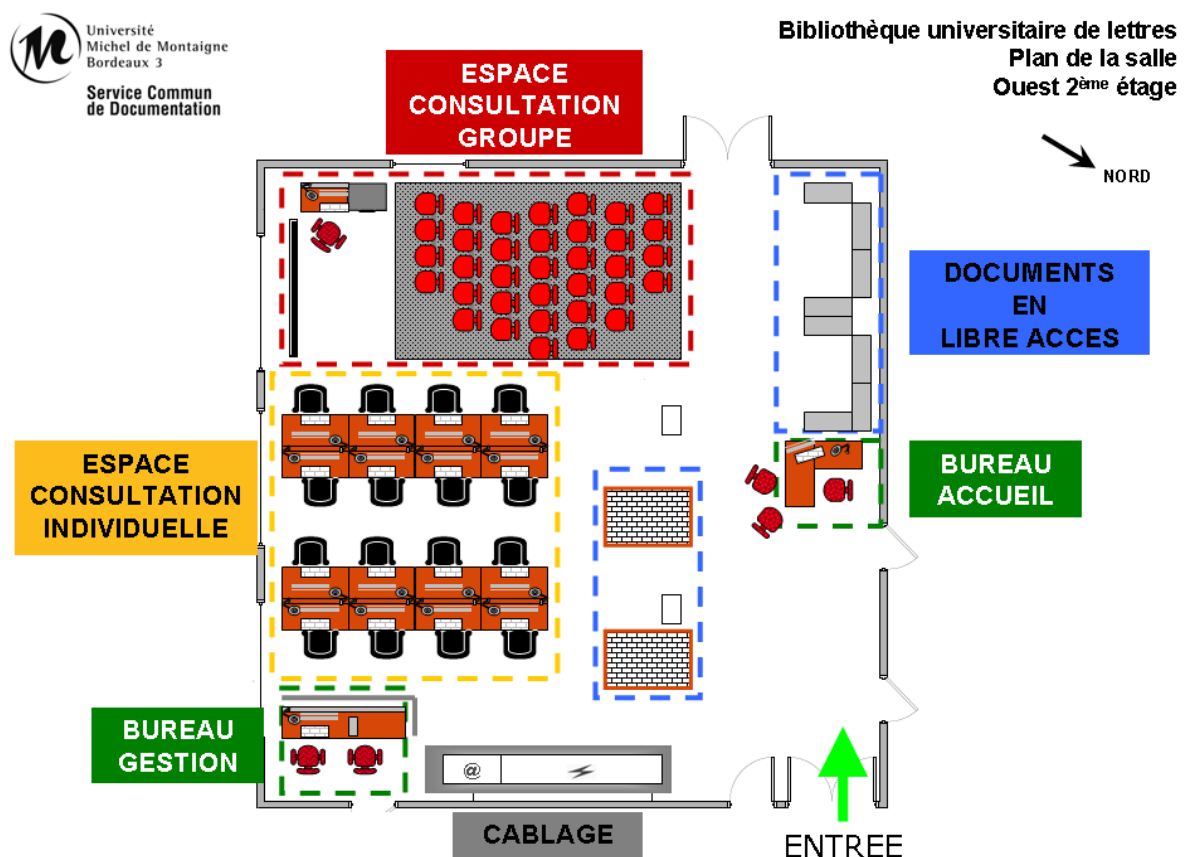 Université
Michel de Montaigne
Bordeaux 3
Service Commun
de Documentation
Bibliothèque universitaire de lettres
Plan de la salle
Ouest 2ème étage
NORD
ESPACE
CONSULTATION
GROUPE
DOCUMENTS
EN
LIBRE ACCES
ESPACE
CONSULTATION
INDIVIDUELLE
BUREAU
ACCUEIL
BUREAU
GESTION
@
CABLAGE
ENTREE